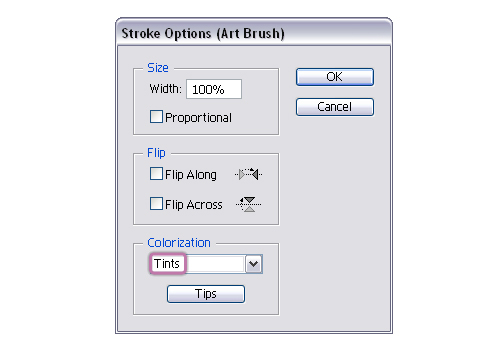 Stroke Options (Art Brush)
Size
Width: 100%
Proportional
OK
Cancel
Flip
Flip Along
Flip Across
Colorization
Tints
Tips